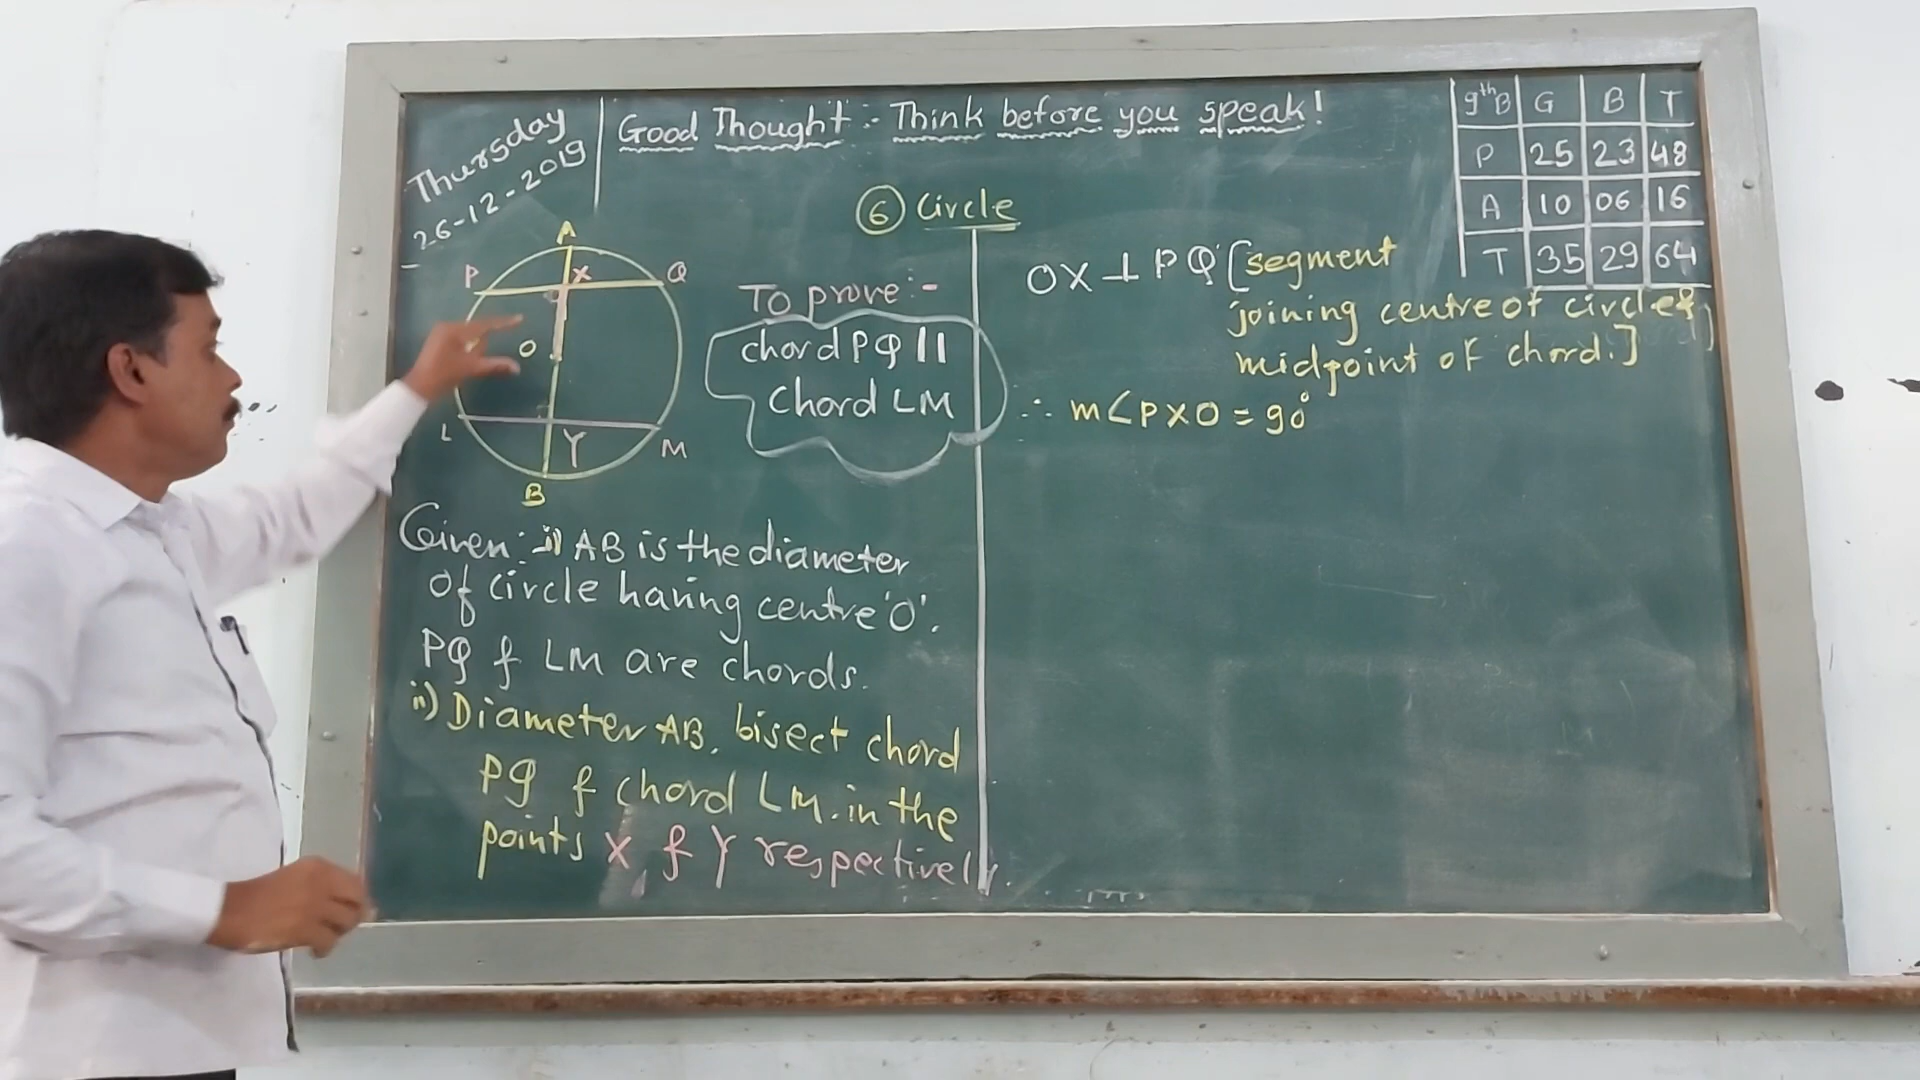 Thursday
26-12-2019
Good Thought :- Think before you speak!
9thB G B T
P 25 23 48
A 10 06 16
T 35 29 64
6 Circle
A
P X Q
O
L Y M
B
To prove :-
chord PQ ||
Chord LM
Given :- i) AB is the diameter
of circle having centre 'O'.
PQ & LM are chords.
ii) Diameter AB, bisect chord
PQ & chord LM. in the
points X & Y respectively.
OX ⊥ PQ [segment
joining centre of circle &
midpoint of chord.]
∴ m∠PXO = 90°